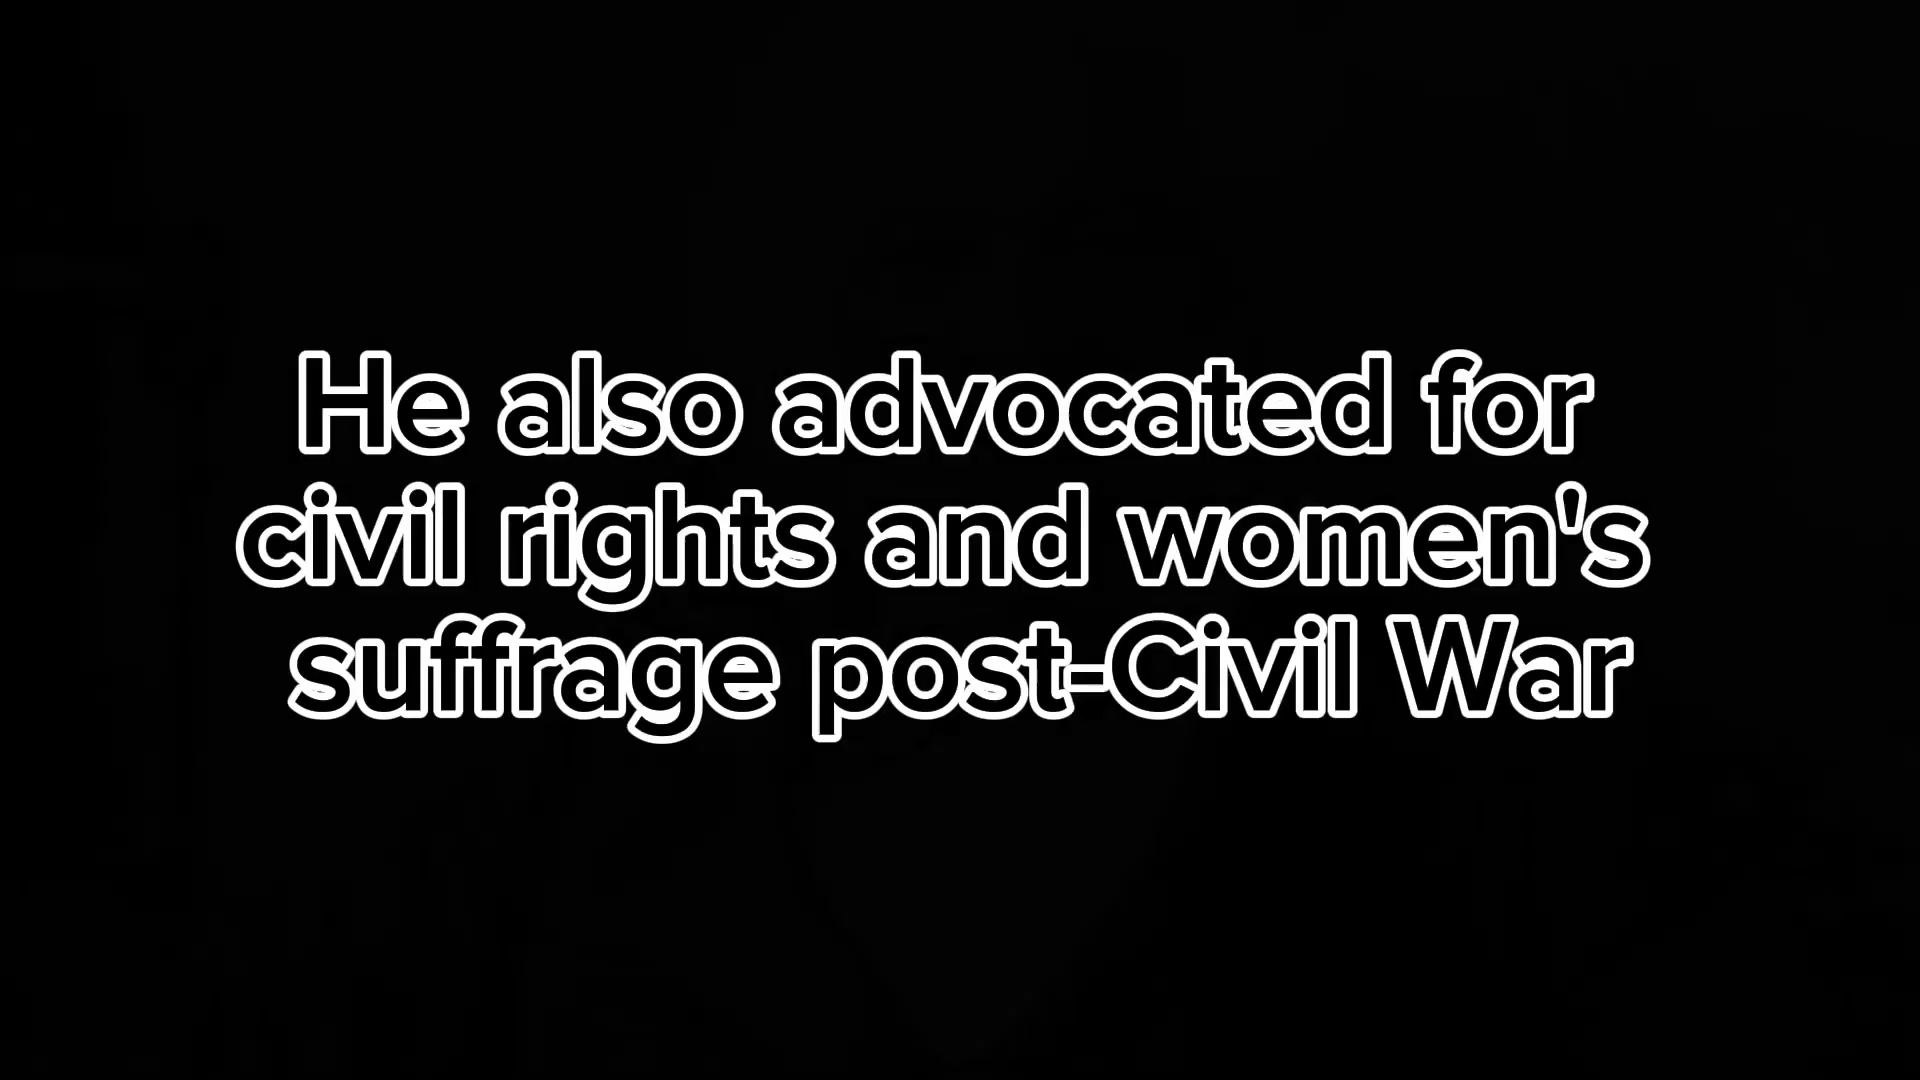 He also advocated for
civil rights and women's
suffrage post-Civil War